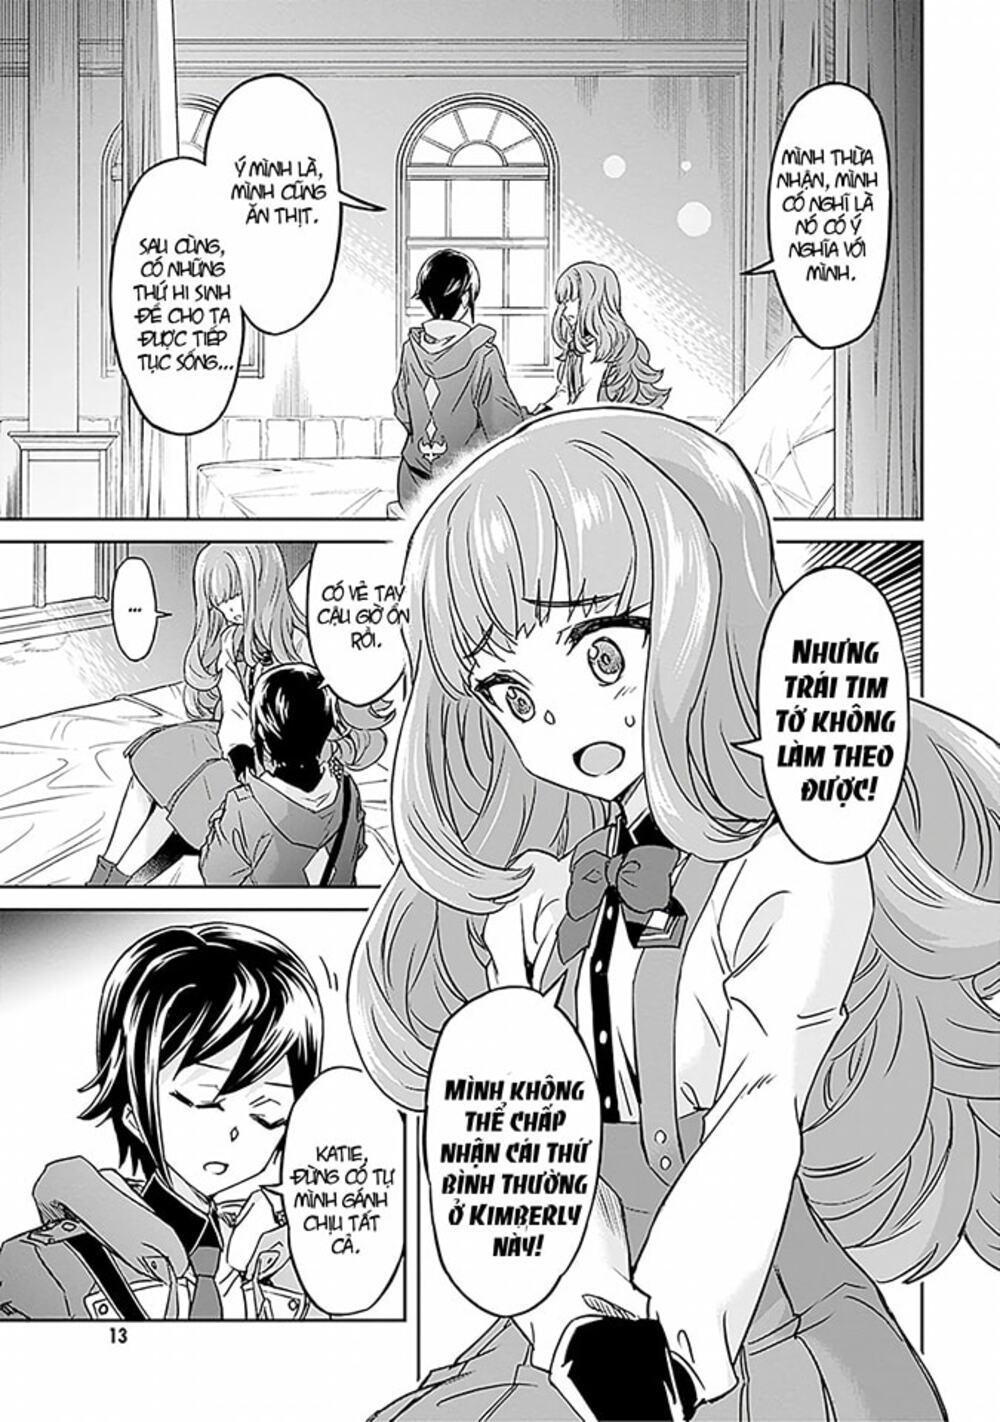 MÌNH THỪA
NHẬN, MÌNH
CÓ NGHĨ LÀ
NÓ CÓ Ý
NGHĨA VỚI
MÌNH.
Ý MÌNH LÀ,
MÌNH CŨNG
ĂN THỊT.
SAU CÙNG,
CÓ NHỮNG
THỨ HI SINH
ĐỂ CHO TA
ĐƯỢC TIẾP
TỤC SỐNG...
NHƯNG
TRÁI TIM
TỚ KHÔNG
LÀM THEO
ĐƯỢC!
CÓ VẺ TAY
CẬU GIỜ ỔN
RỒI.
...
MÌNH KHÔNG
THỂ CHẤP
NHẬN CÁI THỨ
BÌNH THƯỜNG
Ở KIMBERLY
NÀY!
KATIE,
ĐỪNG CÓ TỰ
MÌNH GÁNH
CHỊU TẤT
CẢ.
13